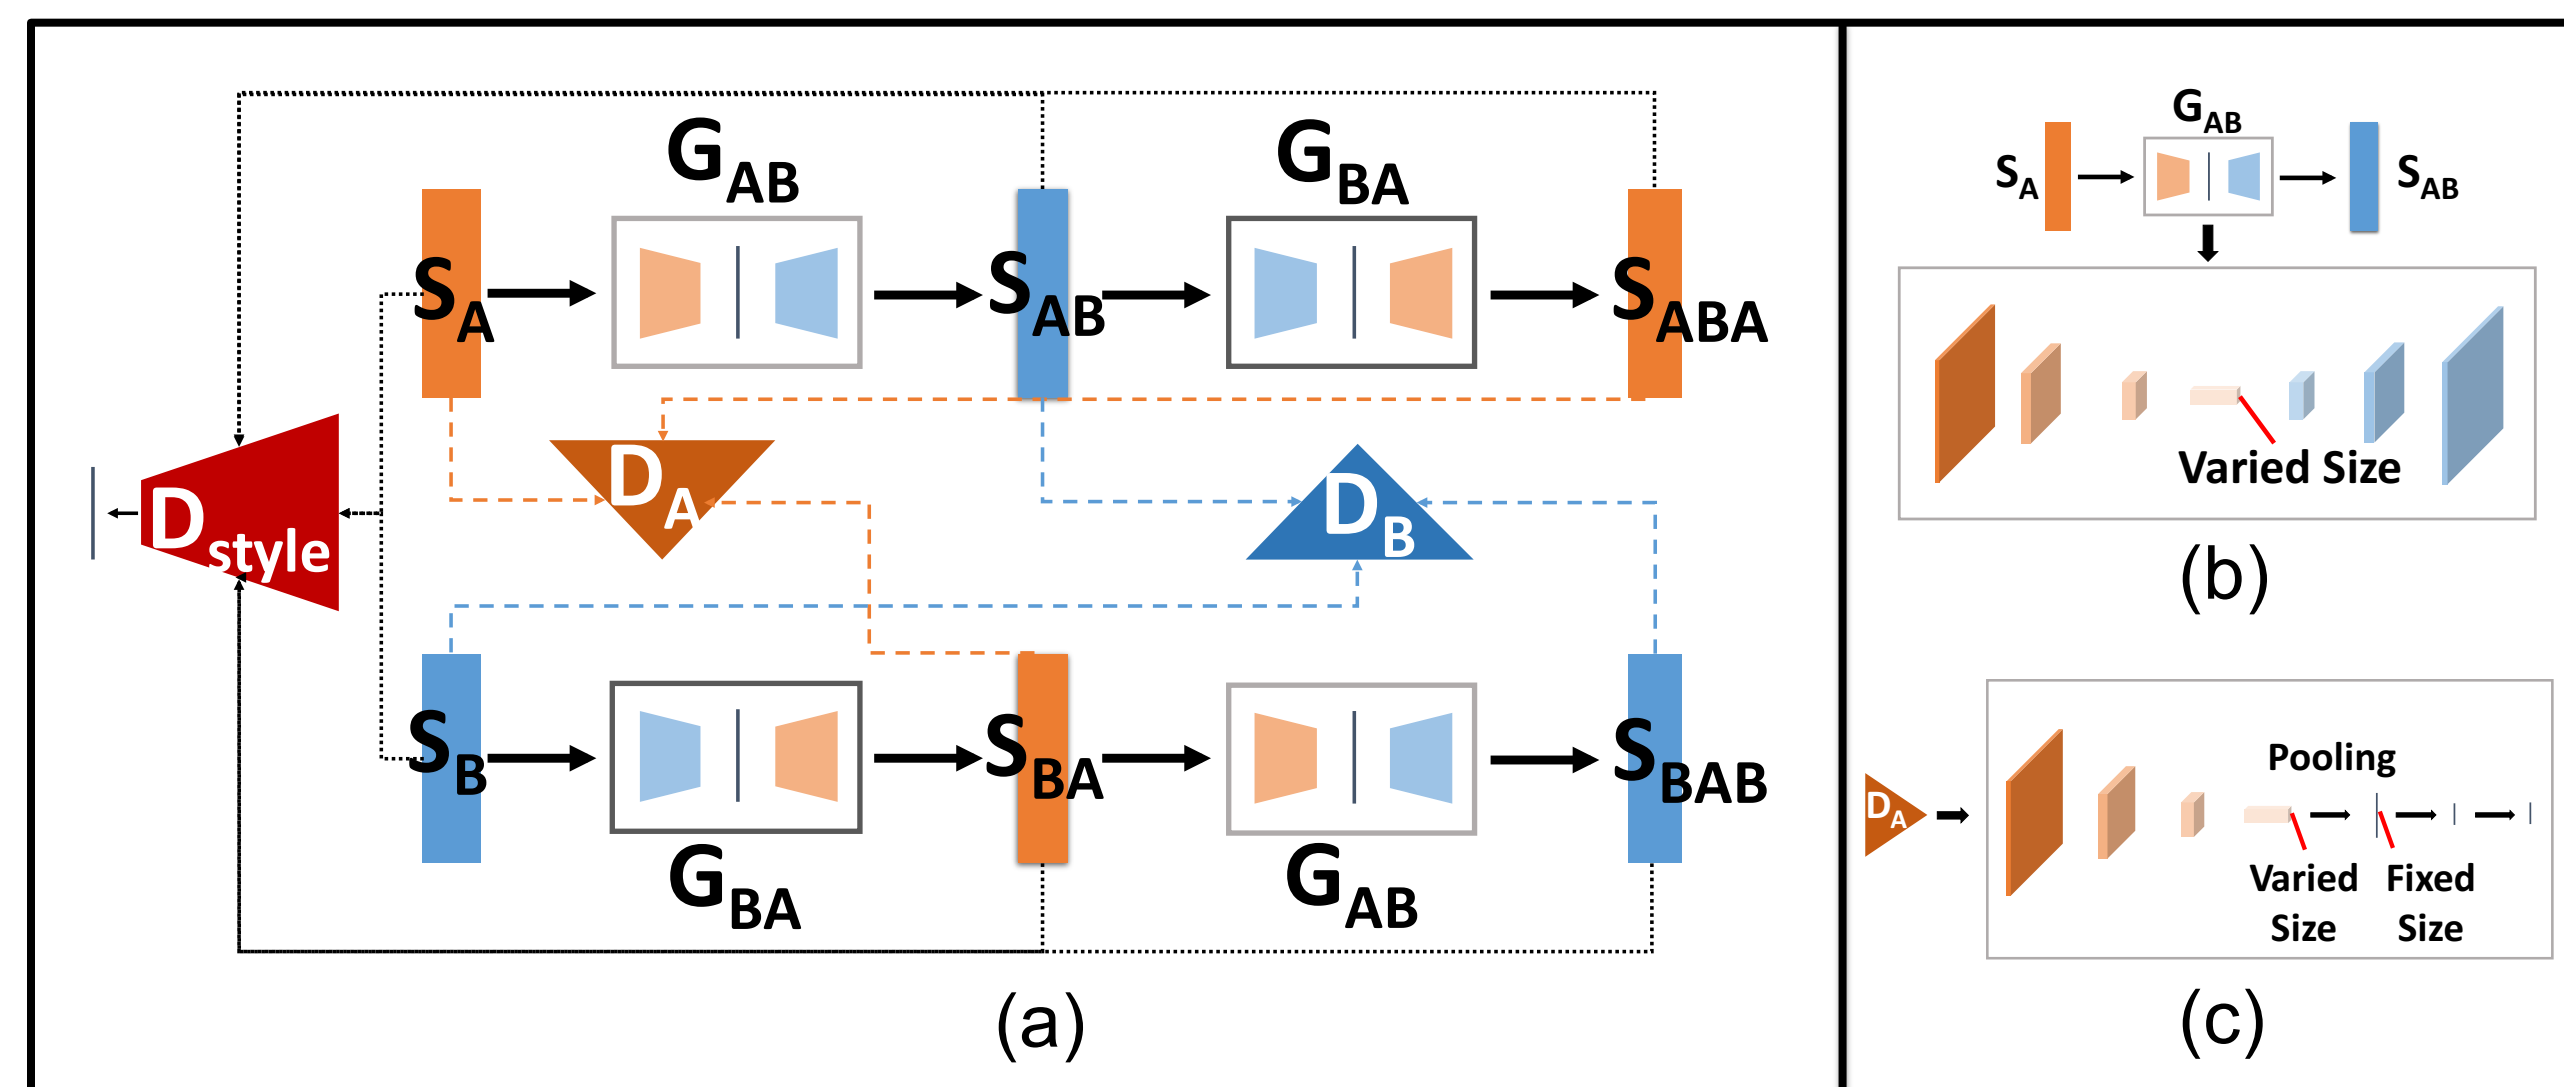 G_AB
G_BA
S_A
S_AB
S_ABA
D_style
D_A
D_B
S_B
S_BA
S_BAB
G_BA
G_AB
(a)
G_AB
S_A
S_AB
Varied Size
(b)
Pooling
D_A
Varied Size
Fixed Size
(c)